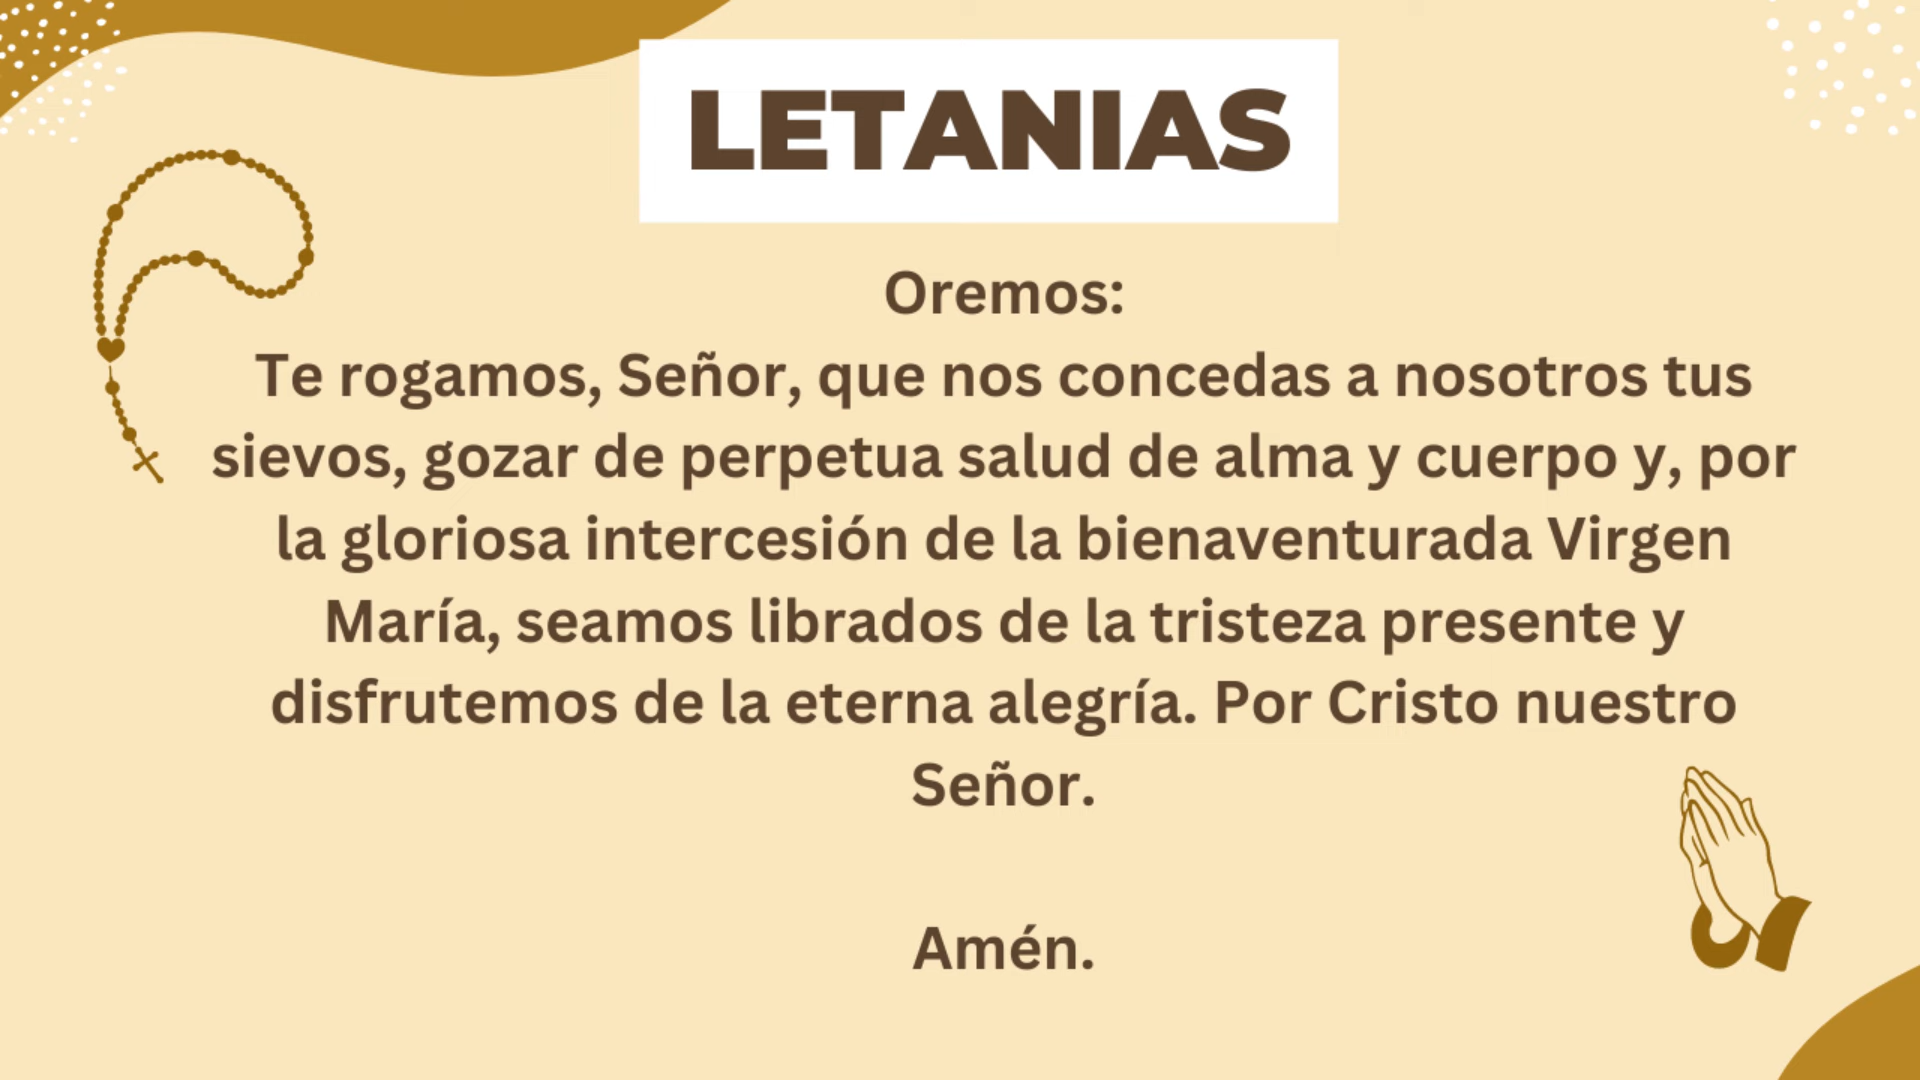 LETANIAS
Oremos:
Te rogamos, Señor, que nos concedas a nosotros tus
sievos, gozar de perpetua salud de alma y cuerpo y, por
la gloriosa intercesión de la bienaventurada Virgen
María, seamos librados de la tristeza presente y
disfrutemos de la eterna alegría. Por Cristo nuestro
Señor.
Amén.